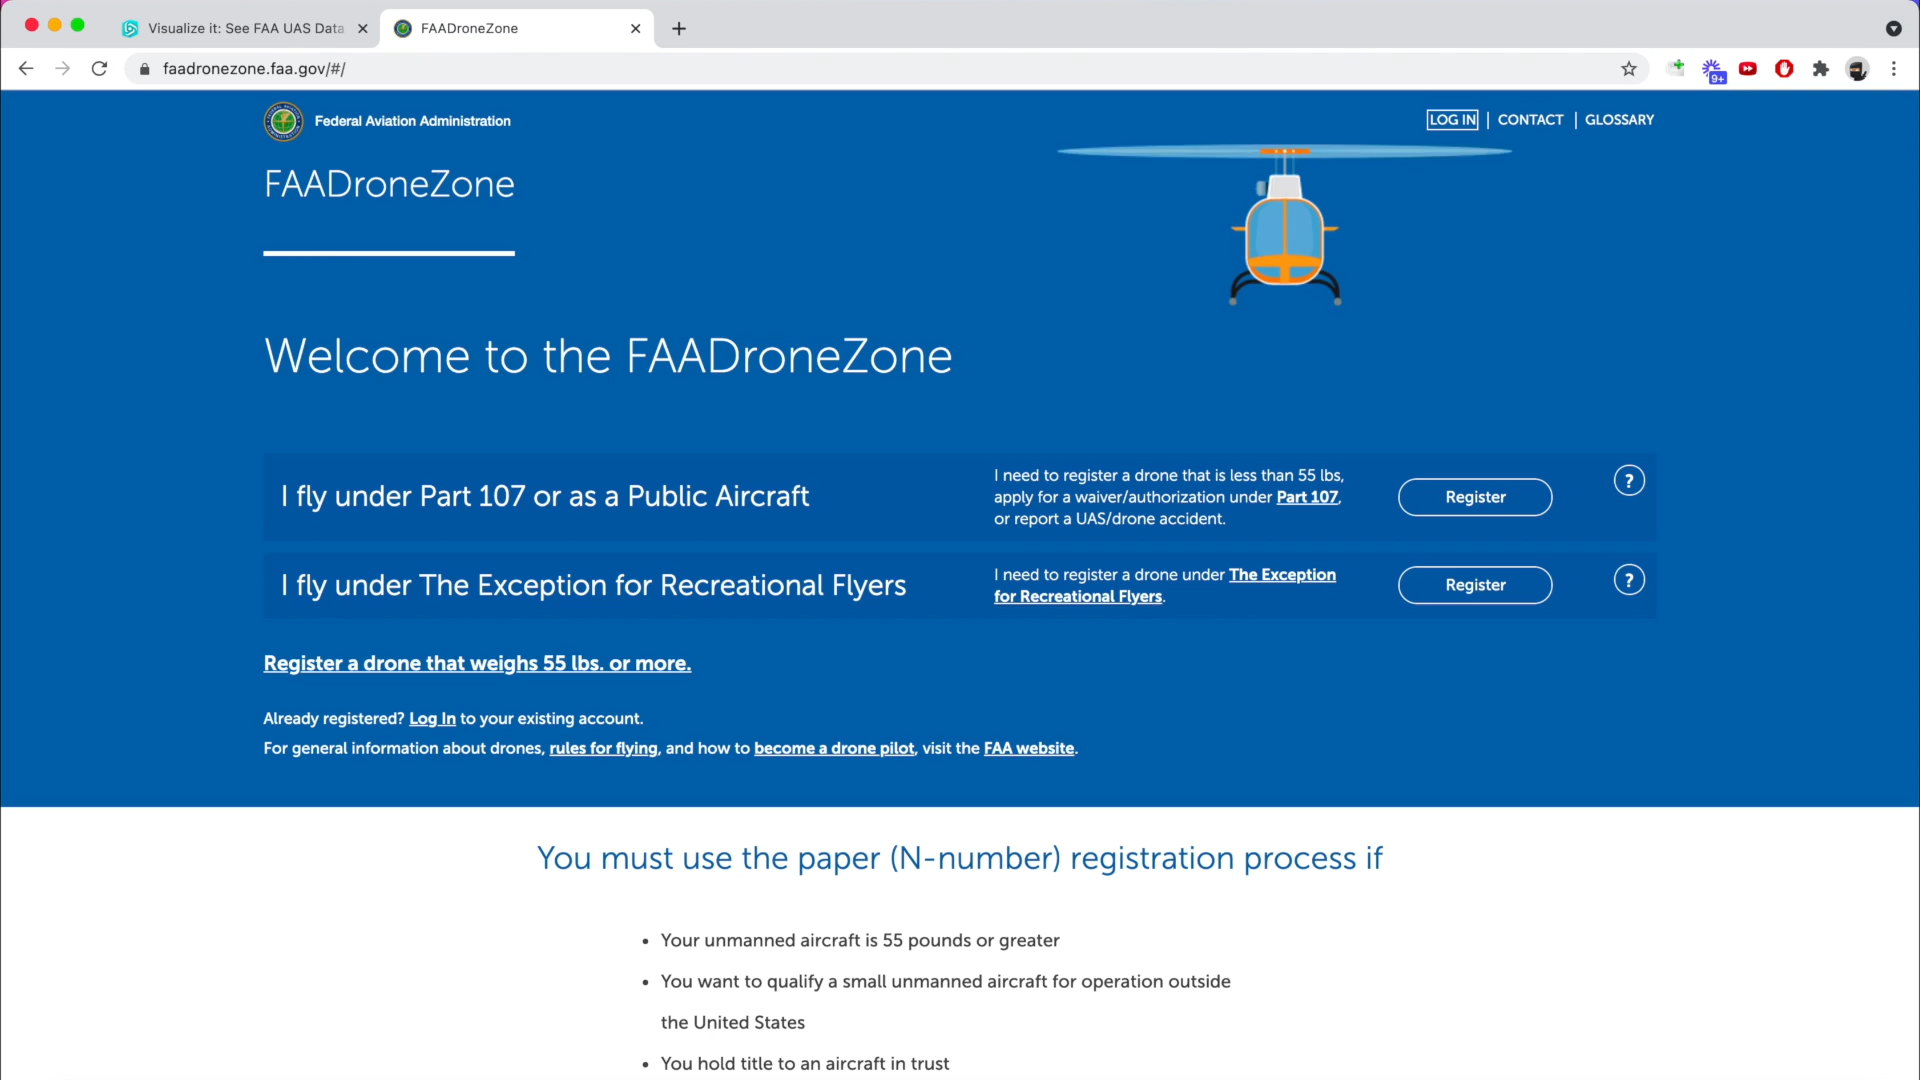 Visualize it: See FAA UAS Data
FAADroneZone
faadronezone.faa.gov/#/
9+
Federal Aviation Administration
LOG IN | CONTACT | GLOSSARY
FAADroneZone
Welcome to the FAADroneZone
I fly under Part 107 or as a Public Aircraft
I need to register a drone that is less than 55 lbs,
apply for a waiver/authorization under Part 107,
or report a UAS/drone accident.
Register
?
I fly under The Exception for Recreational Flyers
I need to register a drone under The Exception
for Recreational Flyers.
Register
?
Register a drone that weighs 55 lbs. or more.
Already registered? Log In to your existing account.
For general information about drones, rules for flying, and how to become a drone pilot, visit the FAA website.
You must use the paper (N-number) registration process if
• Your unmanned aircraft is 55 pounds or greater
• You want to qualify a small unmanned aircraft for operation outside
the United States
• You hold title to an aircraft in trust